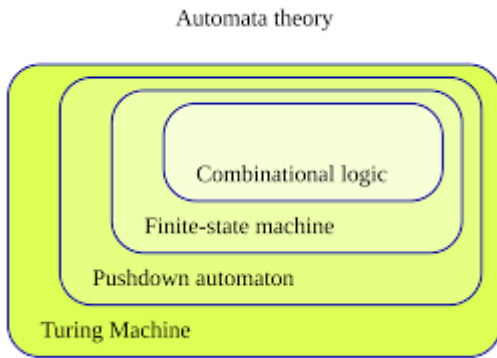 Automata theory
Combinational logic
Finite-state machine
Pushdown automaton
Turing Machine